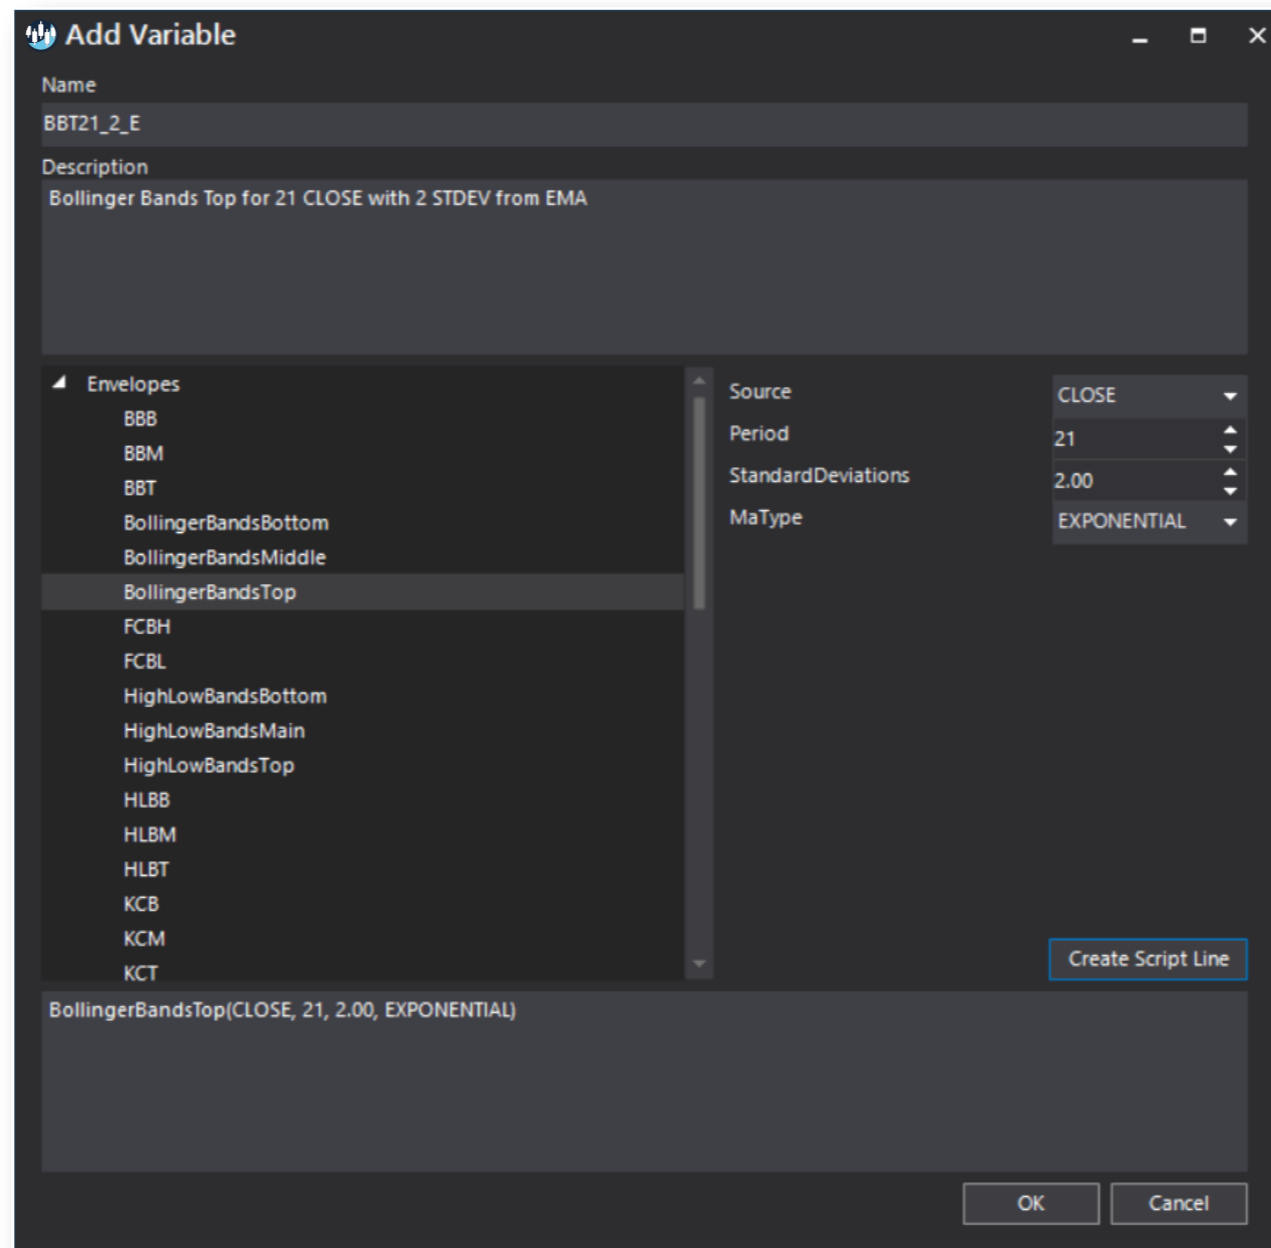 Add Variable
Name
BBT21_2_E
Description
Bollinger Bands Top for 21 CLOSE with 2 STDEV from EMA
Envelopes
BBB
BBM
BBT
BollingerBandsBottom
BollingerBandsMiddle
BollingerBandsTop
FCBH
FCBL
HighLowBandsBottom
HighLowBandsMain
HighLowBandsTop
HLBB
HLBM
HLBT
KCB
KCM
KCT
Source CLOSE
Period 21
StandardDeviations 2.00
MaType EXPONENTIAL
Create Script Line
BollingerBandsTop(CLOSE, 21, 2.00, EXPONENTIAL)
OK Cancel